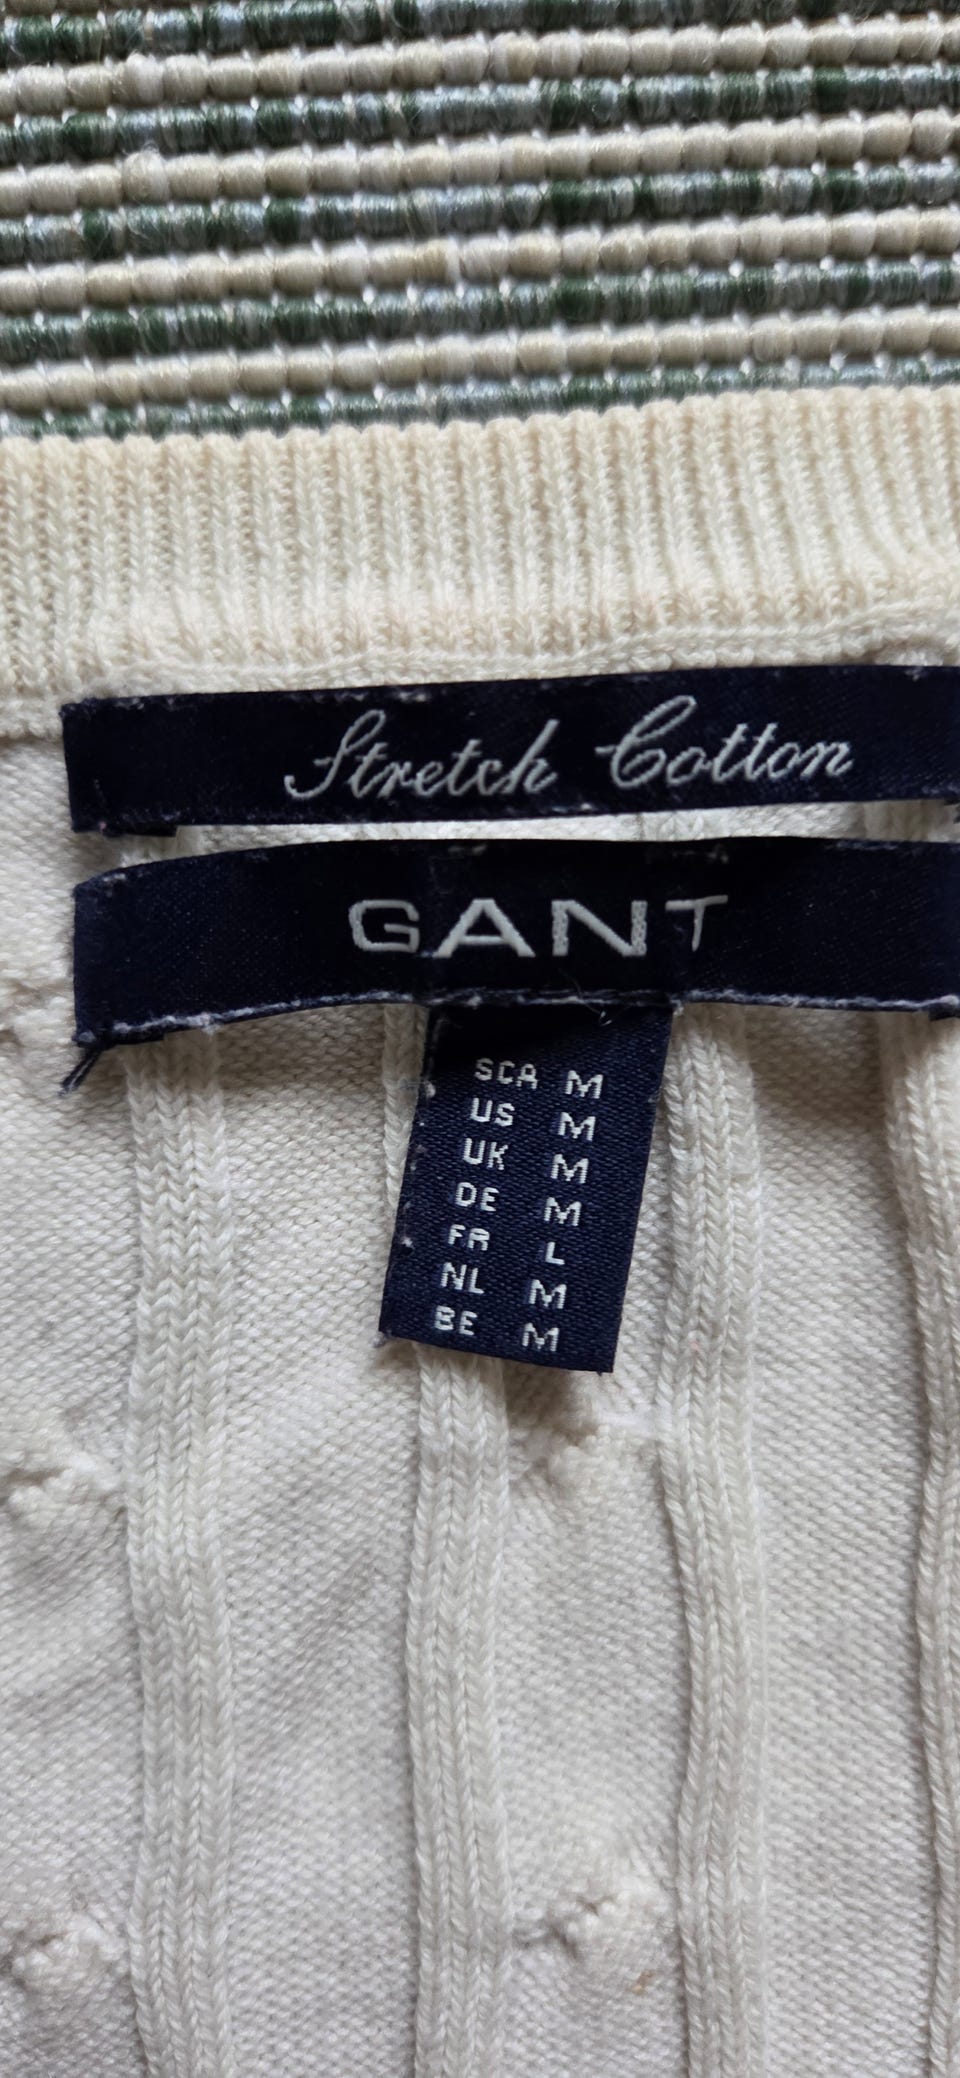 Stretch Cotton
GANT
SCA M
US M
UK M
DE M
FR L
NL M
BE M